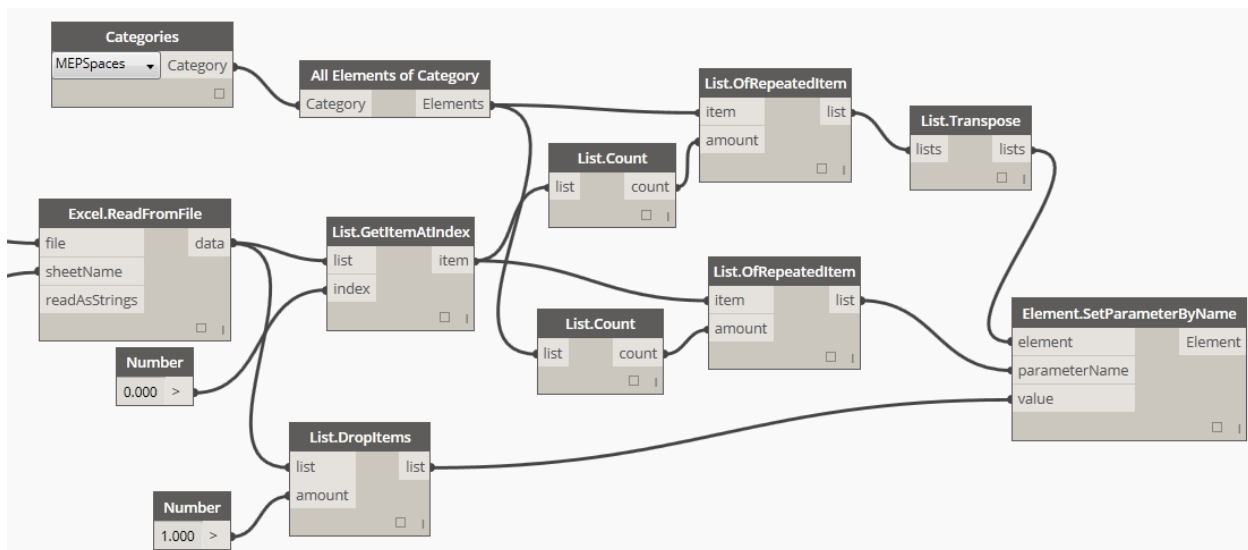 Categories
MEPSpaces Category
All Elements of Category
Category Elements
List.OfRepeatedItem
item list
amount
List.Transpose
lists lists
List.Count
list count
Excel.ReadFromFile
file data
sheetName
readAsStrings
List.GetItemAtIndex
list item
index
List.OfRepeatedItem
item list
amount
List.Count
list count
Element.SetParameterByName
element Element
parameterName
value
Number
0.000 >
List.DropItems
list list
amount
Number
1.000 >